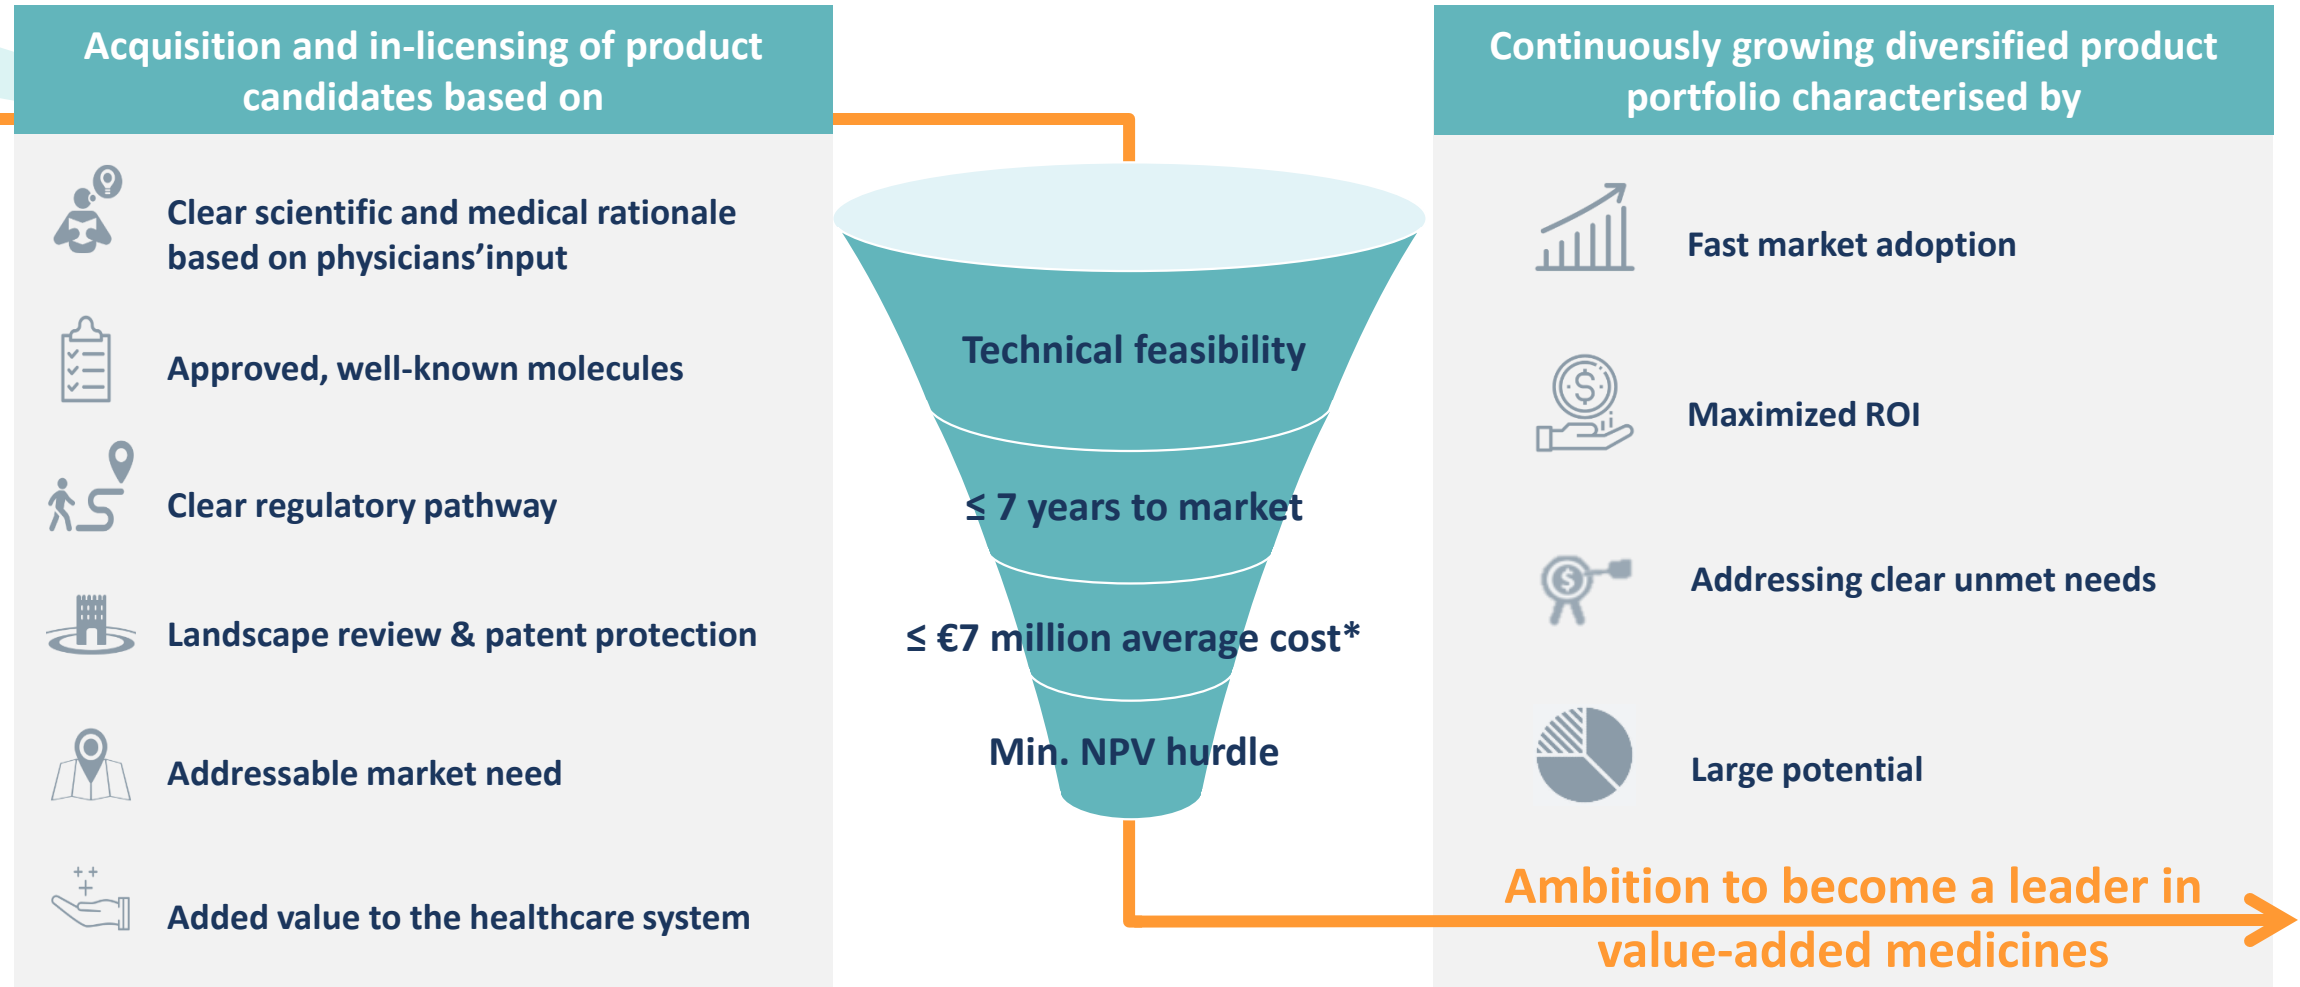 Acquisition and in-licensing of product
candidates based on
Clear scientific and medical rationale
based on physicians’input
Approved, well-known molecules
Clear regulatory pathway
Landscape review & patent protection
Addressable market need
Added value to the healthcare system
Technical feasibility
≤ 7 years to market
≤ €7 million average cost*
Min. NPV hurdle
Continuously growing diversified product
portfolio characterised by
Fast market adoption
Maximized ROI
Addressing clear unmet needs
Large potential
Ambition to become a leader in
value-added medicines